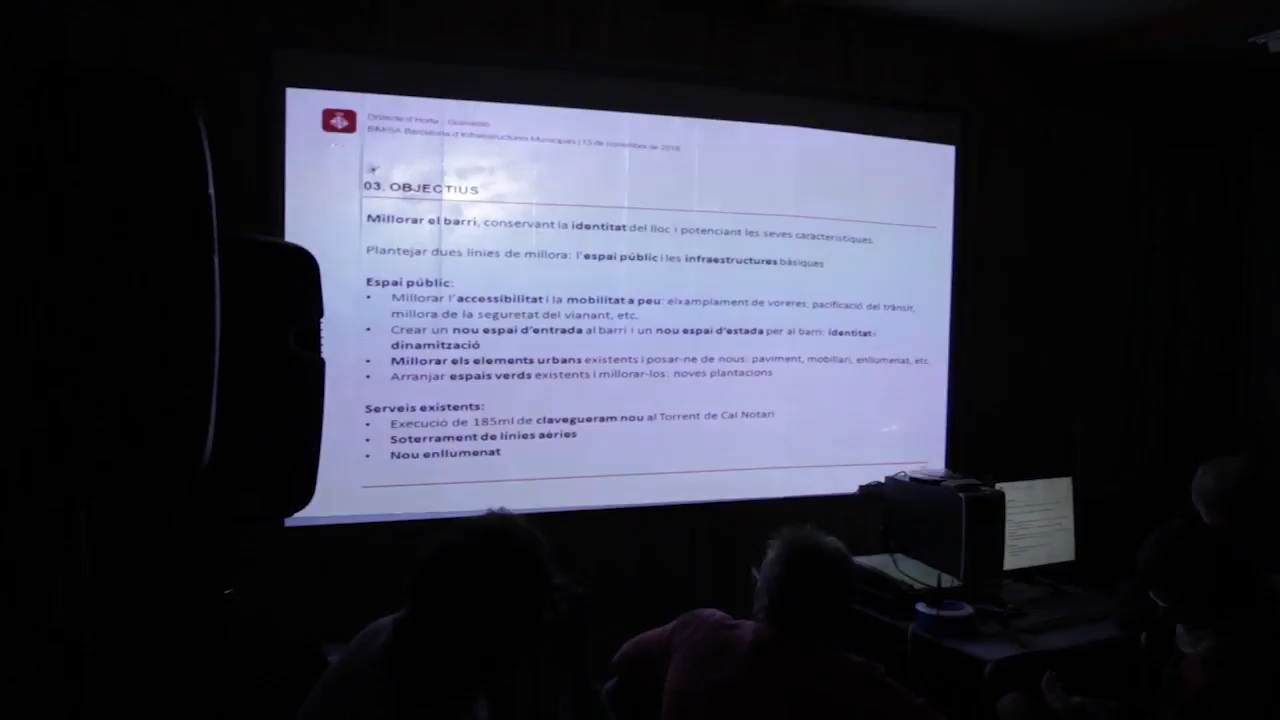 Districte d'Horta - Guinardó
BIMSA Barcelona d'Infraestructures Municipals | 15 de novembre de 2018
03. OBJECTIUS
Millorar el barri, conservant la identitat del lloc i potenciant les seves característiques.
Plantejar dues línies de millora: l'espai públic i les infraestructures bàsiques
Espai públic:
• Millorar l'accessibilitat i la mobilitat a peu: eixamplament de voreres, pacificació del trànsit,
millora de la seguretat del vianant, etc.
• Crear un nou espai d'entrada al barri i un nou espai d'estada per al barri: identitat i
dinamització
• Millorar els elements urbans existents i posar-ne de nous: paviment, mobiliari, enllumenat, etc.
• Arranjar espais verds existents i millorar-los: noves plantacions
Serveis existents:
• Execució de 185ml de clavegueram nou al Torrent de Cal Notari
• Soterrament de línies aèries
• Nou enllumenat